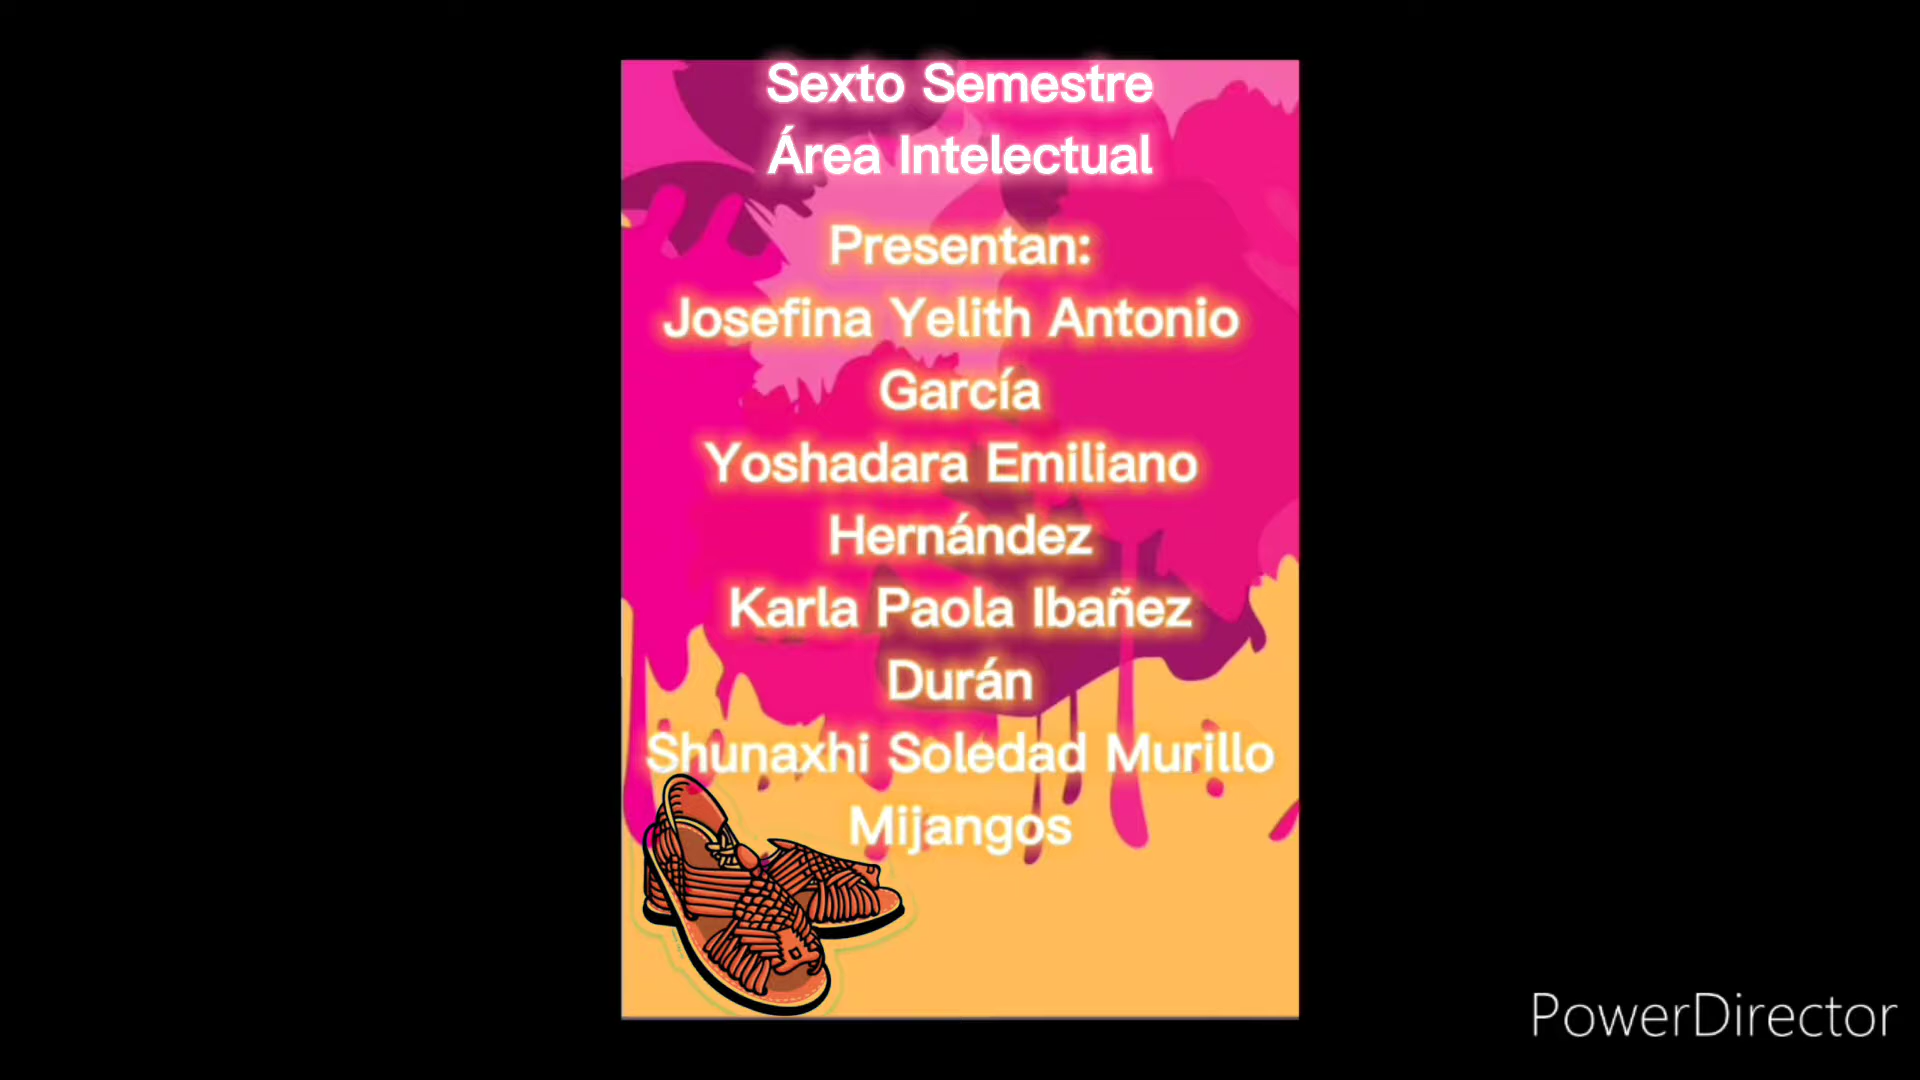 Sexto Semestre
Área Intelectual
Presentan:
Josefina Yelith Antonio
García
Yoshadara Emiliano
Hernández
Karla Paola Ibañez
Durán
Shunaxhi Soledad Murillo
Mijangos
PowerDirector